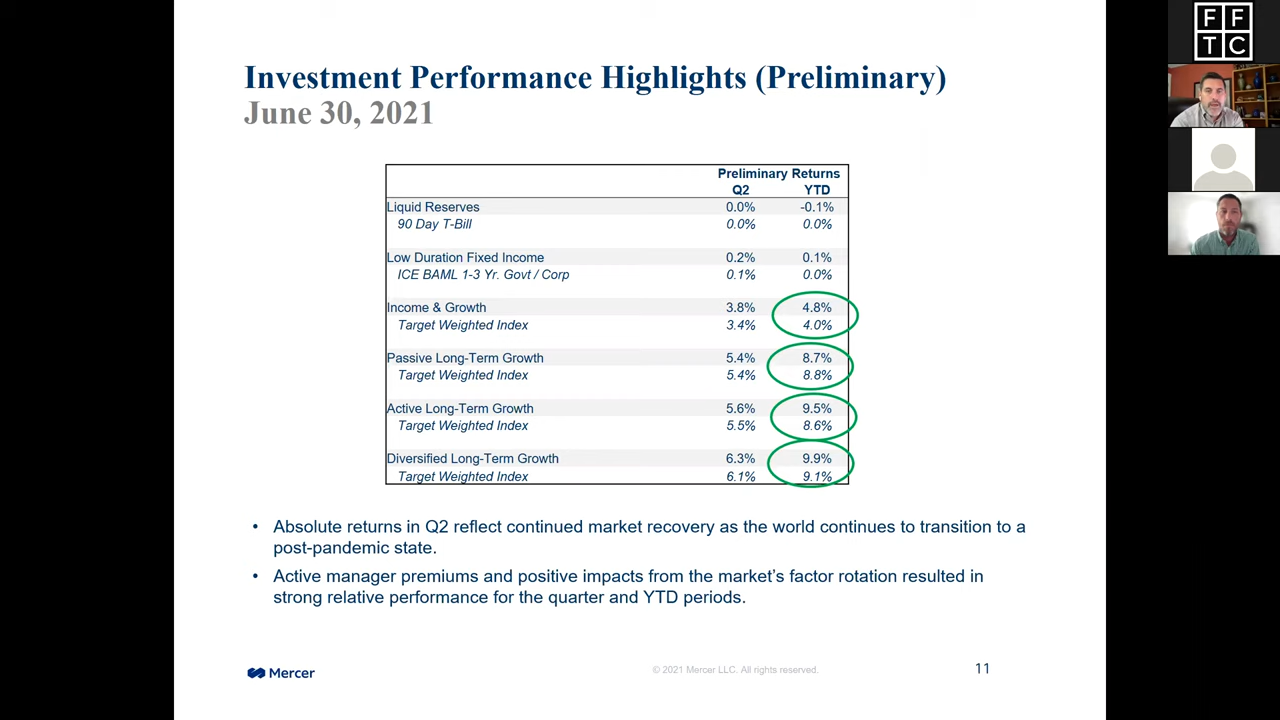 Investment Performance Highlights (Preliminary)
June 30, 2021
Preliminary Returns
Q2 YTD
Liquid Reserves 0.0% -0.1%
90 Day T-Bill 0.0% 0.0%
Low Duration Fixed Income 0.2% 0.1%
ICE BAML 1-3 Yr. Govt / Corp 0.1% 0.0%
Income & Growth 3.8% 4.8%
Target Weighted Index 3.4% 4.0%
Passive Long-Term Growth 5.4% 8.7%
Target Weighted Index 5.4% 8.8%
Active Long-Term Growth 5.6% 9.5%
Target Weighted Index 5.5% 8.6%
Diversified Long-Term Growth 6.3% 9.9%
Target Weighted Index 6.1% 9.1%
• Absolute returns in Q2 reflect continued market recovery as the world continues to transition to a
post-pandemic state.
• Active manager premiums and positive impacts from the market's factor rotation resulted in
strong relative performance for the quarter and YTD periods.
Mercer
© 2021 Mercer LLC. All rights reserved.
11
F F
T C